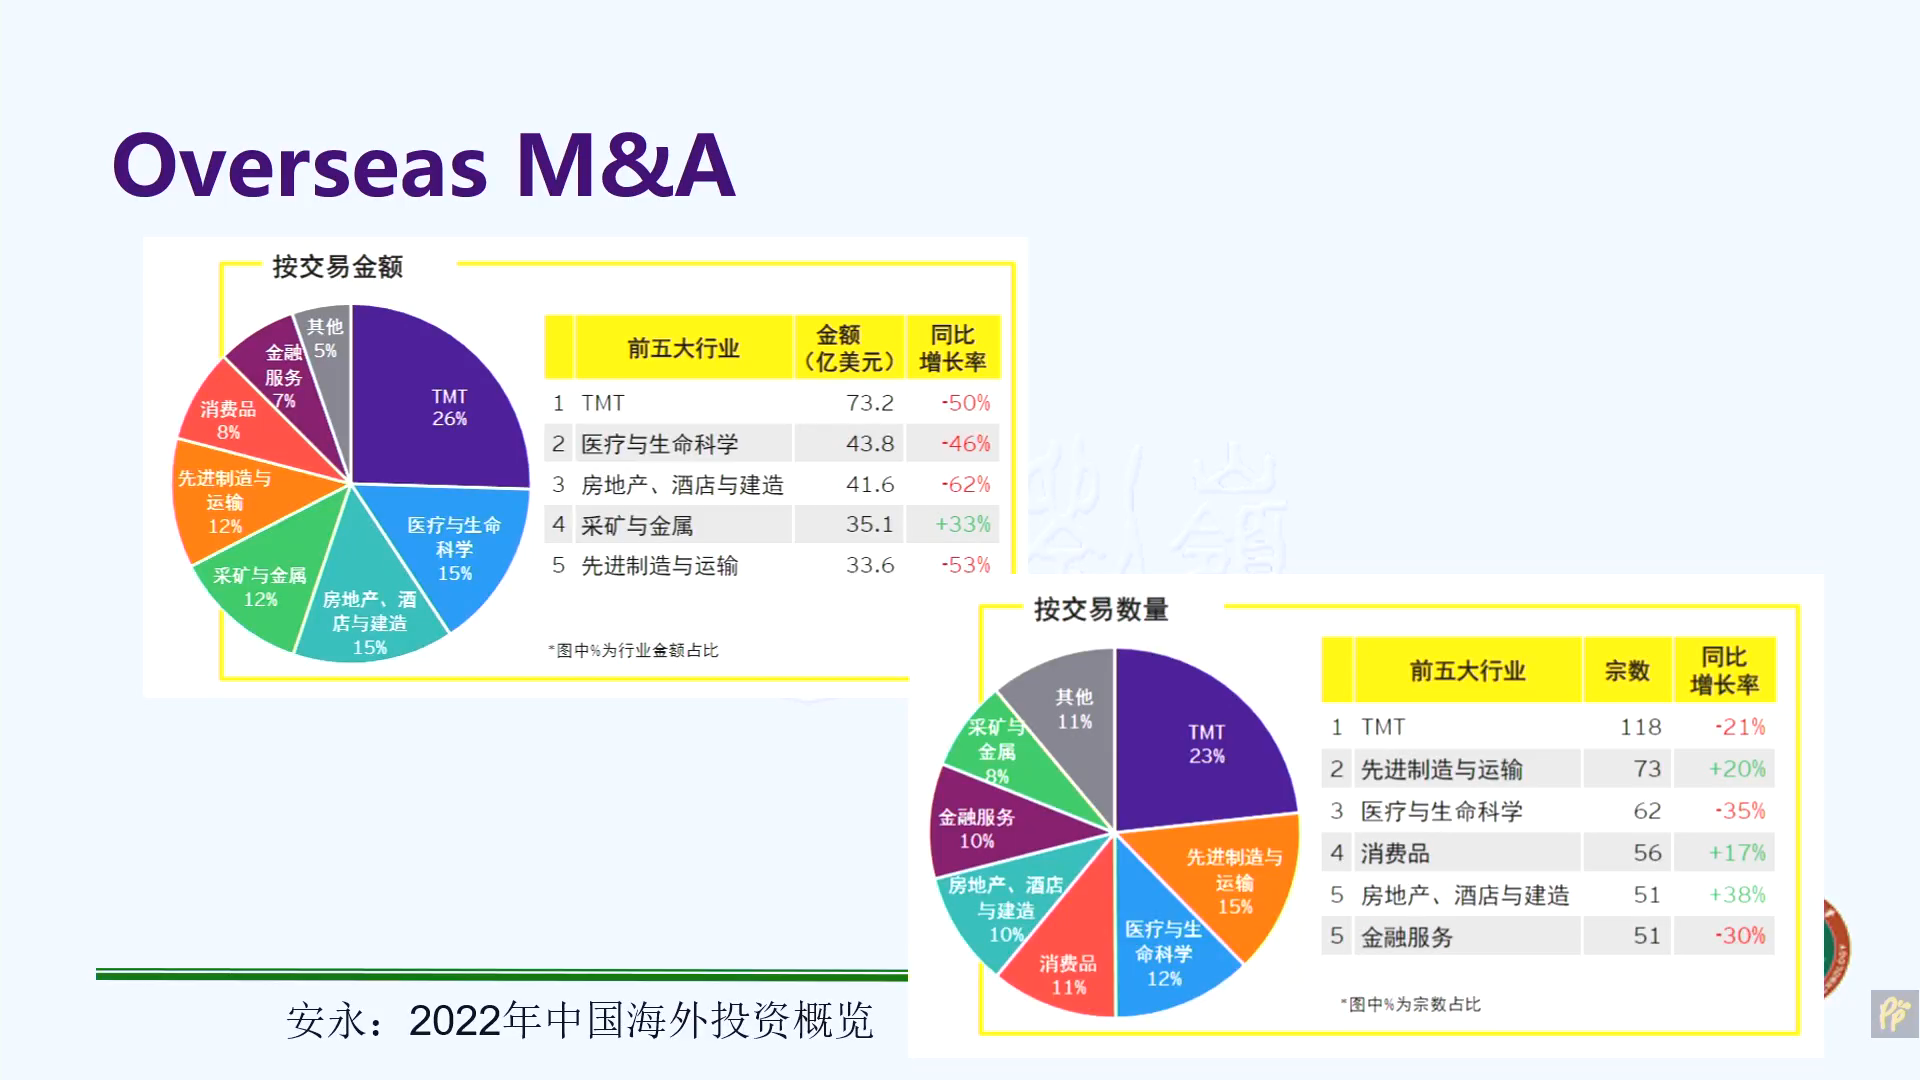 Overseas M&A
按交易金额
其他
5%
金融
服务
7%
消费品
8%
先进制造与
运输
12%
采矿与金属
12%
房地产、酒
店与建造
15%
医疗与生命
科学
15%
TMT
26%
前五大行业 金额（亿美元） 同比增长率
1 TMT 73.2 -50%
2 医疗与生命科学 43.8 -46%
3 房地产、酒店与建造 41.6 -62%
4 采矿与金属 35.1 +33%
5 先进制造与运输 33.6 -53%
*图中%为行业金额占比
按交易数量
其他
11%
采矿与
金属
8%
金融服务
10%
房地产、酒店
与建造
10%
消费品
11%
医疗与生
命科学
12%
先进制造与
运输
15%
TMT
23%
前五大行业 宗数 同比增长率
1 TMT 118 -21%
2 先进制造与运输 73 +20%
3 医疗与生命科学 62 -35%
4 消费品 56 +17%
5 房地产、酒店与建造 51 +38%
5 金融服务 51 -30%
*图中%为宗数占比
安永：2022年中国海外投资概览